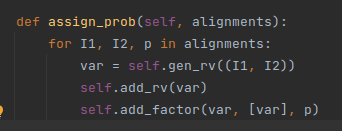 def assign_prob(self, alignments):
    for I1, I2, p in alignments:
        var = self.gen_rv((I1, I2))
        self.add_rv(var)
        self.add_factor(var, [var], p)